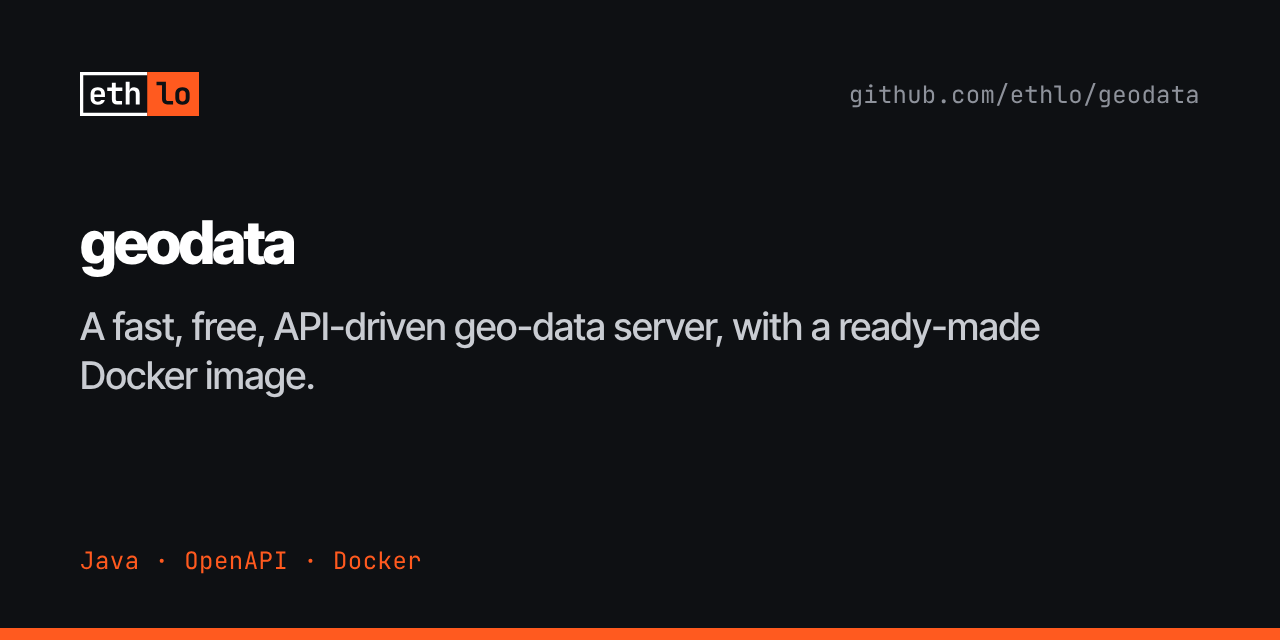 ethlo
github.com/ethlo/geodata
geodata
A fast, free, API-driven geo-data server, with a ready-made
Docker image.
Java · OpenAPI · Docker